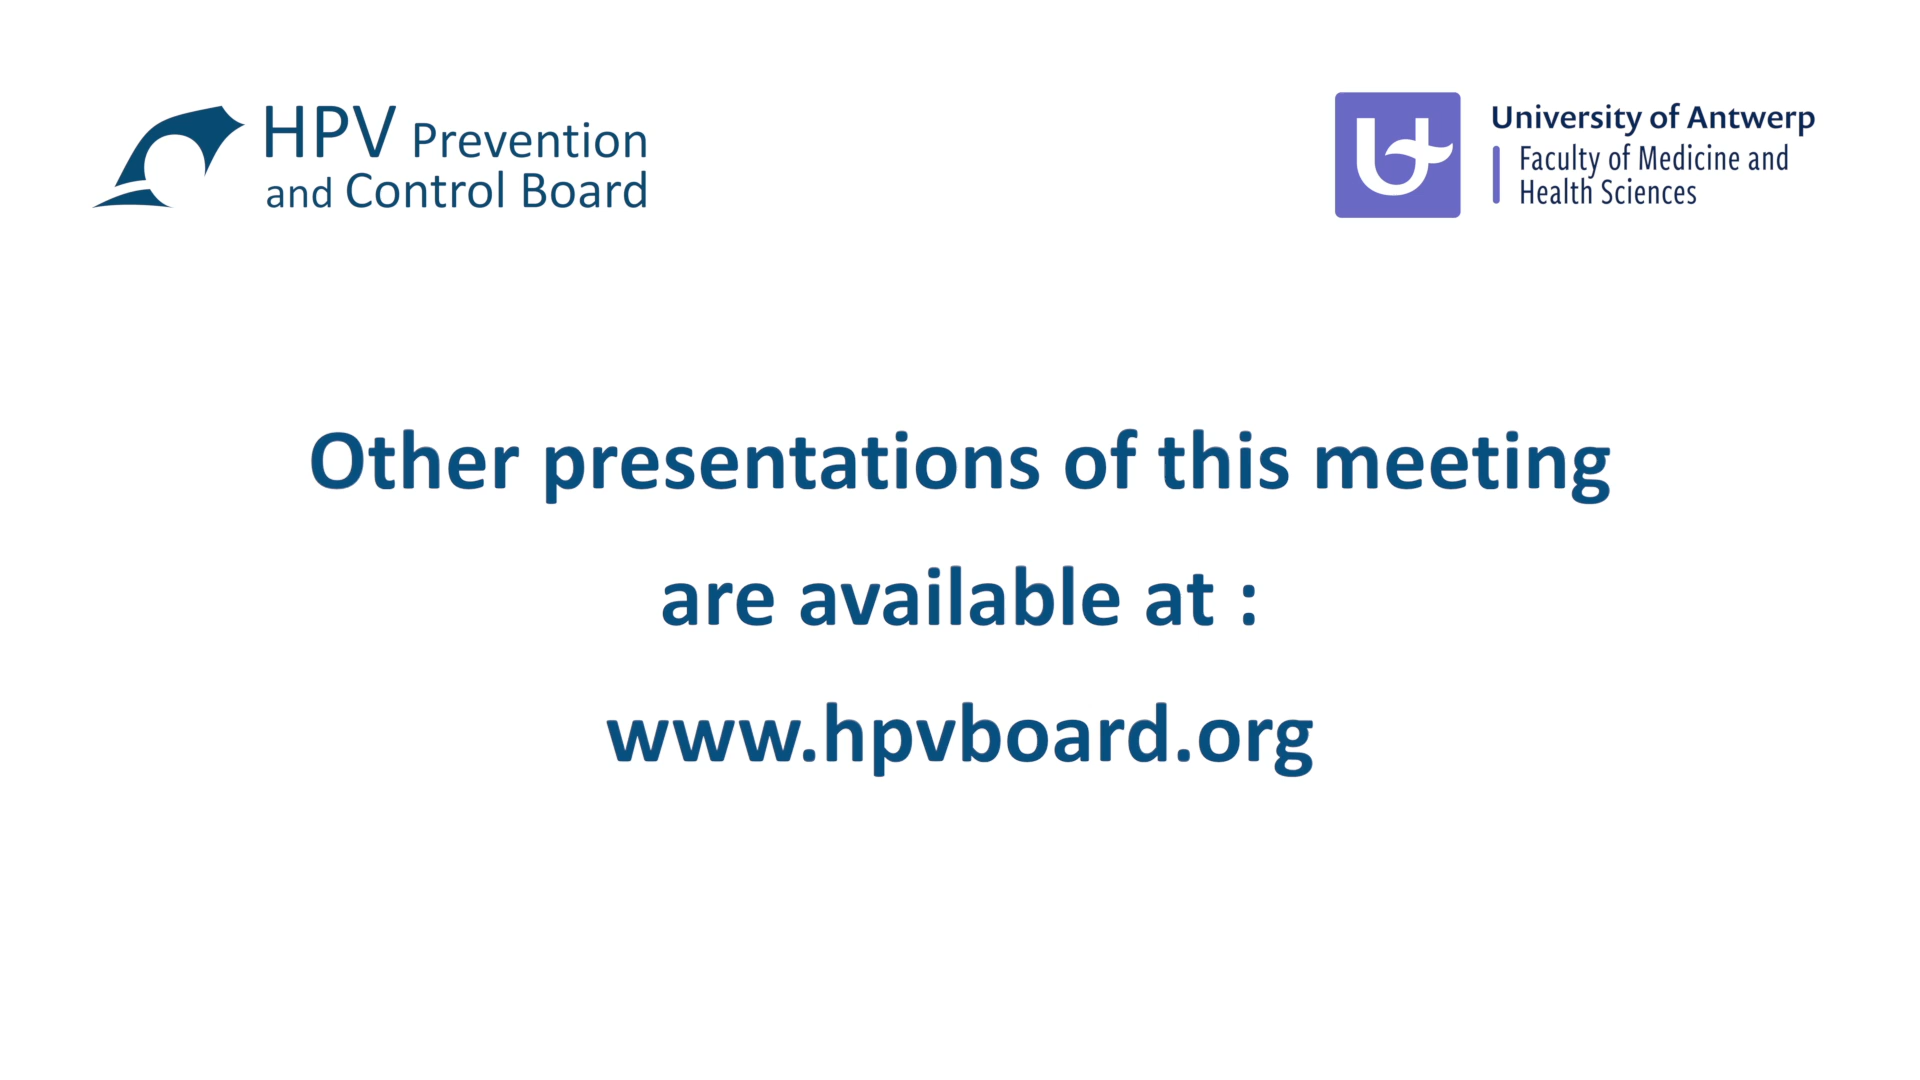 HPV Prevention
and Control Board
University of Antwerp
Faculty of Medicine and
Health Sciences
Other presentations of this meeting
are available at :
www.hpvboard.org